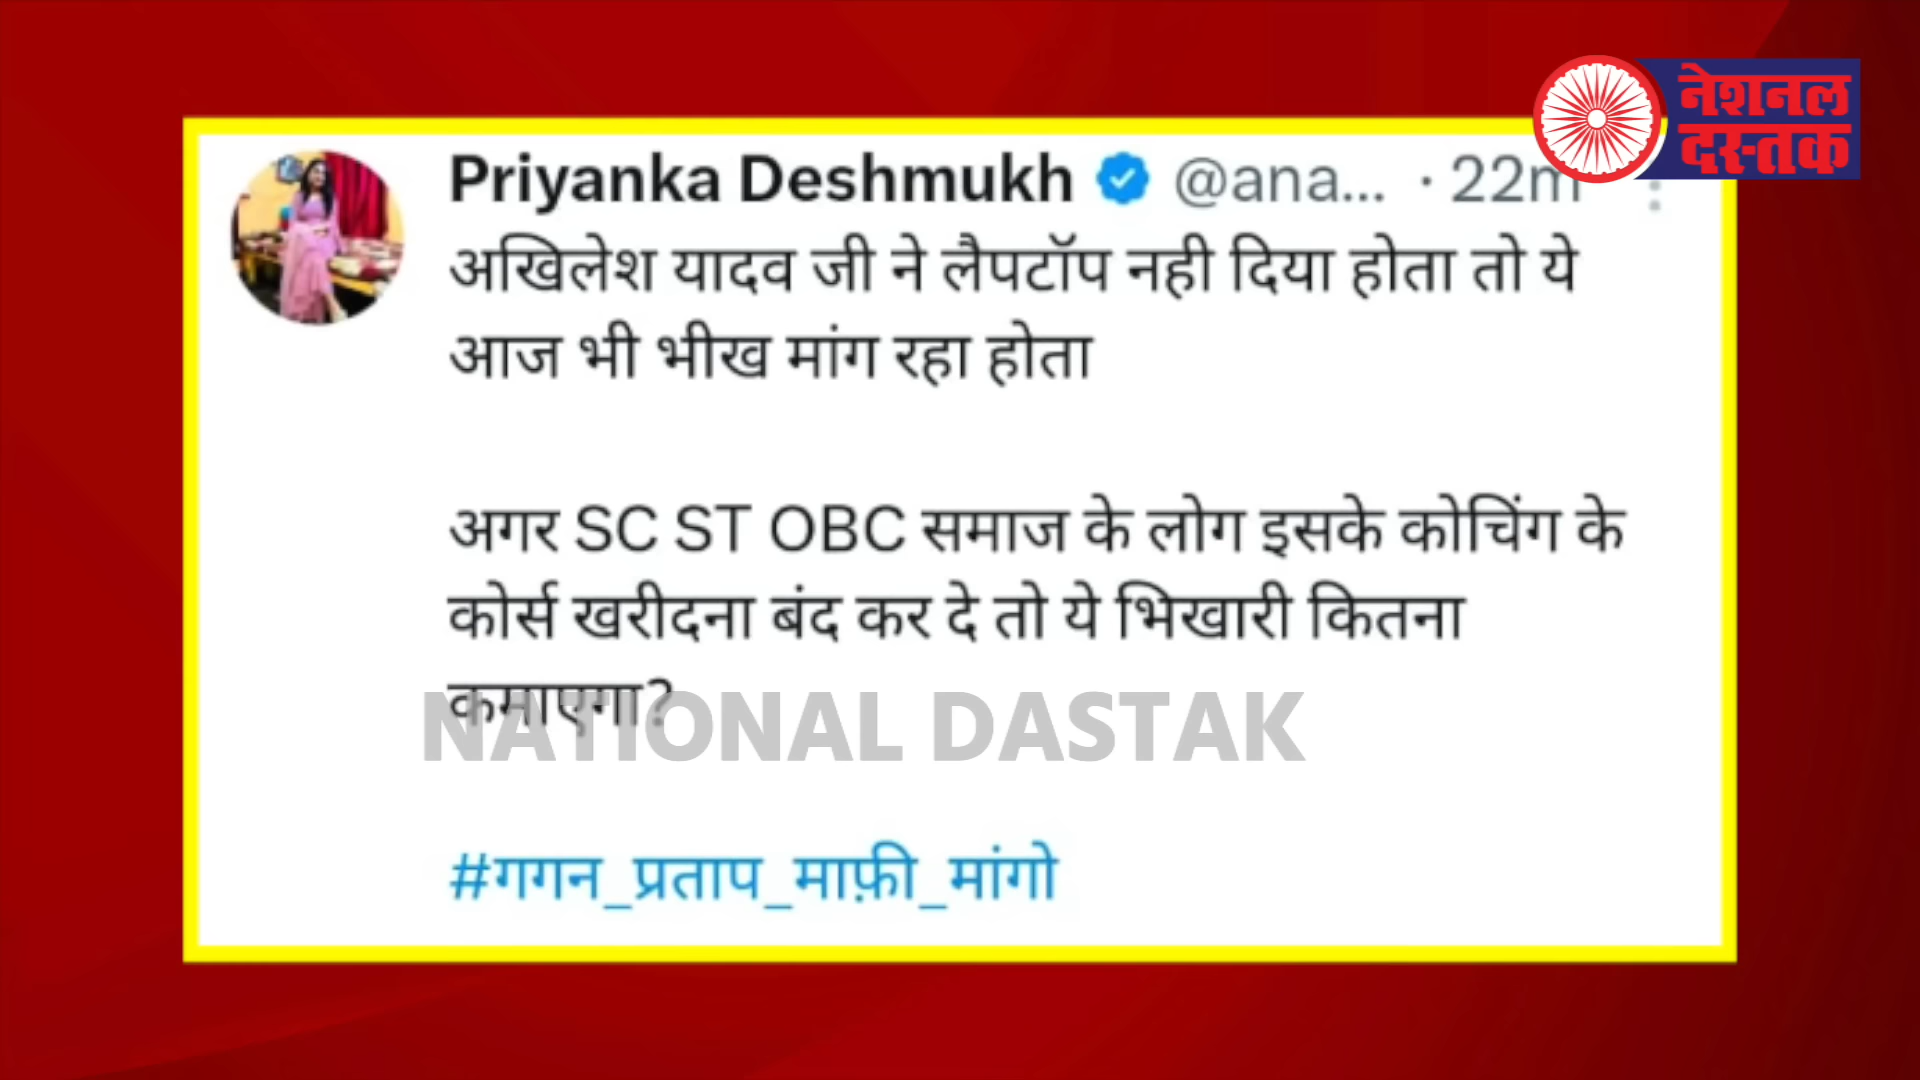 नेशनल
दस्तक
Priyanka Deshmukh @ana... · 22m
अखिलेश यादव जी ने लैपटॉप नही दिया होता तो ये
आज भी भीख मांग रहा होता
अगर SC ST OBC समाज के लोग इसके कोचिंग के
कोर्स खरीदना बंद कर दे तो ये भिखारी कितना
कमाएगा?
NATIONAL DASTAK
#गगन_प्रताप_माफ़ी_मांगो